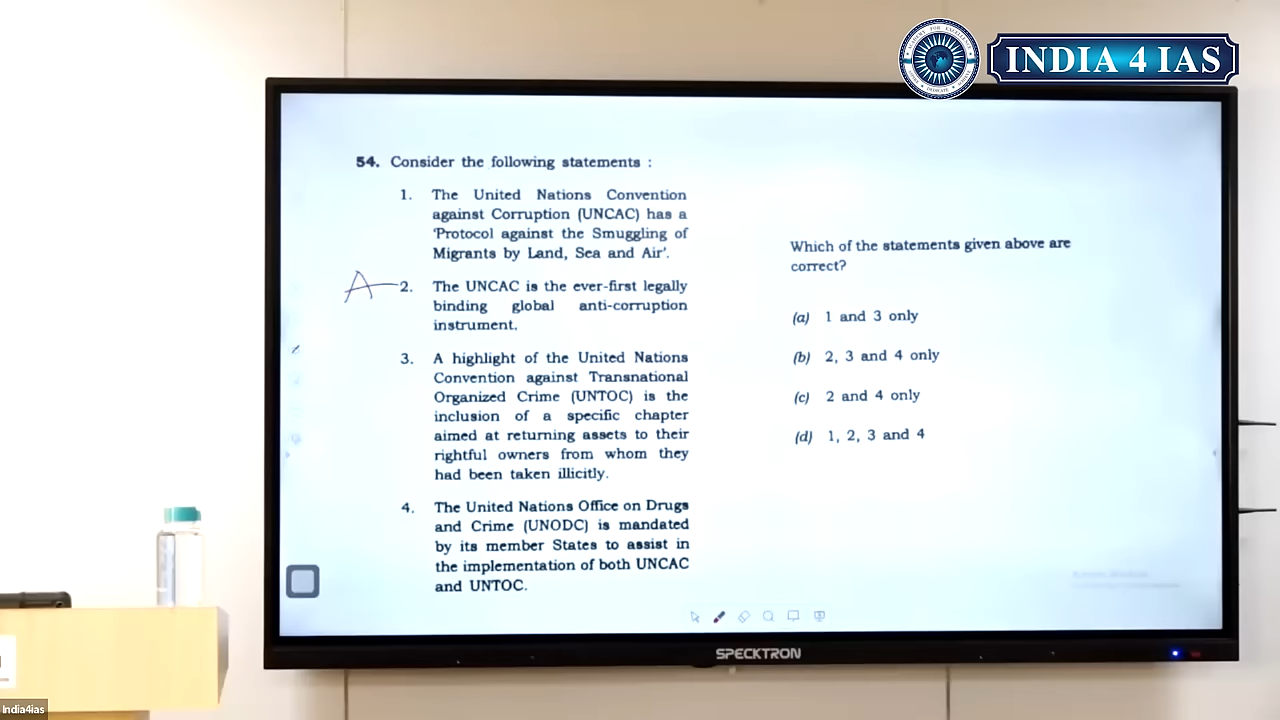 INDIA 4 IAS
54. Consider the following statements :
1. The United Nations Convention
against Corruption (UNCAC) has a
'Protocol against the Smuggling of
Migrants by Land, Sea and Air'.
A 2. The UNCAC is the ever-first legally
binding global anti-corruption
instrument.
3. A highlight of the United Nations
Convention against Transnational
Organized Crime (UNTOC) is the
inclusion of a specific chapter
aimed at returning assets to their
rightful owners from whom they
had been taken illicitly.
4. The United Nations Office on Drugs
and Crime (UNODC) is mandated
by its member States to assist in
the implementation of both UNCAC
and UNTOC.
Which of the statements given above are
correct?
(a) 1 and 3 only
(b) 2, 3 and 4 only
(c) 2 and 4 only
(d) 1, 2, 3 and 4
SPECKTRON
India4ias